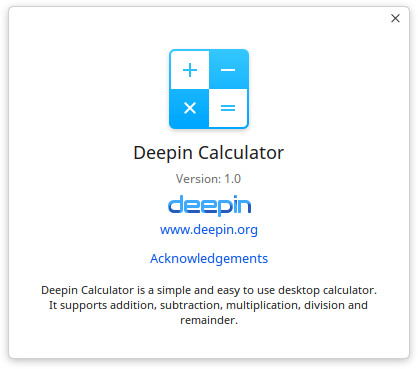 Deepin Calculator
Version: 1.0
deepin
www.deepin.org
Acknowledgements
Deepin Calculator is a simple and easy to use desktop calculator.
It supports addition, subtraction, multiplication, division and
remainder.